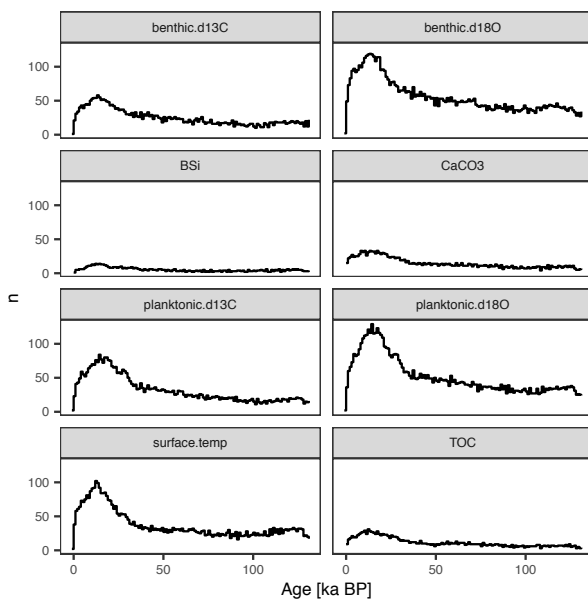 benthic.d13C benthic.d18O
100
50
0
BSi CaCO3
100
50
0
n
planktonic.d13C planktonic.d18O
100
50
0
surface.temp TOC
100
50
0
0 50 100 0 50 100
Age [ka BP]